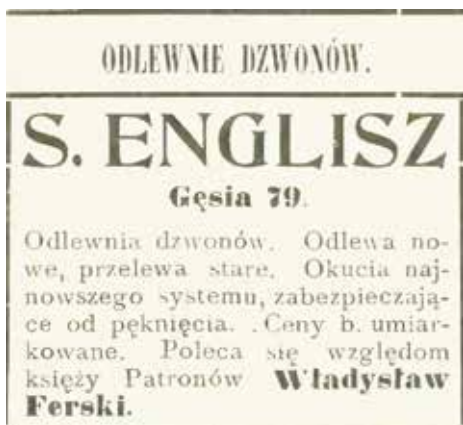 ODLEWNIE DZWONÓW.
S. ENGLISZ
Gęsia 79.
Odlewnia dzwonów. Odlewa no-
we, przelewa stare. Okucia naj-
nowszego systemu, zabezpieczają-
ce od pęknięcia. Ceny b. umiar-
kowane. Poleca się względom
księży Patronów Władysław
Ferski.